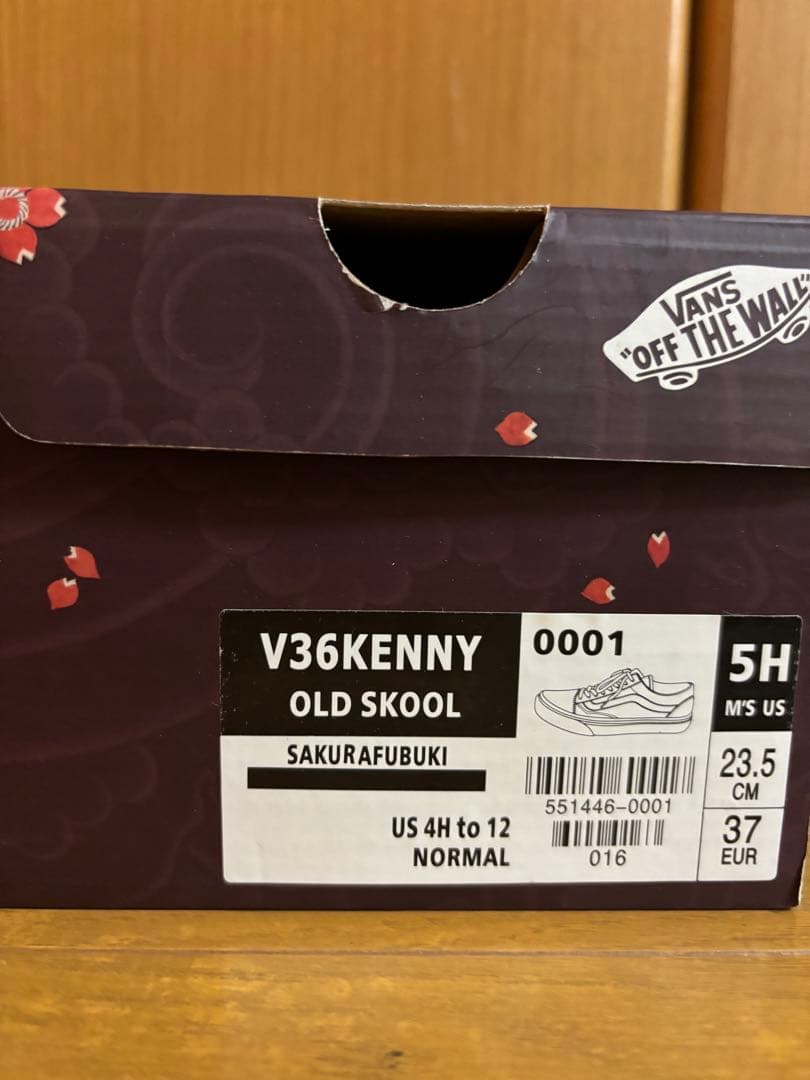 VANS
"OFF THE WALL"
V36KENNY
OLD SKOOL
SAKURAFUBUKI
US 4H to 12
NORMAL
0001
551446-0001
016
5H
M'S US
23.5
CM
37
EUR